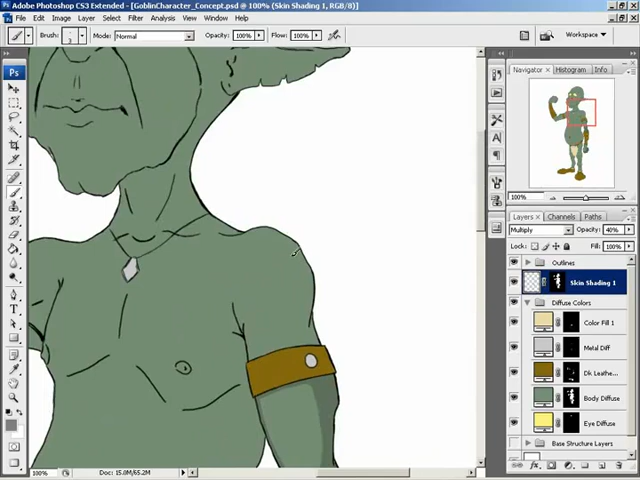 Adobe Photoshop CS3 Extended - [GoblinCharacter_Concept.psd @ 100% (Skin Shading 1, RGB/8)]
File Edit Image Layer Select Filter Analysis View Window Help
Brush: 3 Mode: Normal Opacity: 100% Flow: 100% Workspace
Ps
Navigator Histogram Info
100%
Layers Channels Paths
Multiply Opacity: 40%
Lock: Fill: 100%
Outlines
Skin Shading 1
Diffuse Colors
Color Fill 1
Metal Diff
Dk Leathe...
Body Diffuse
Eye Diffuse
Base Structure Layers
100% Doc: 15.0M/65.2M